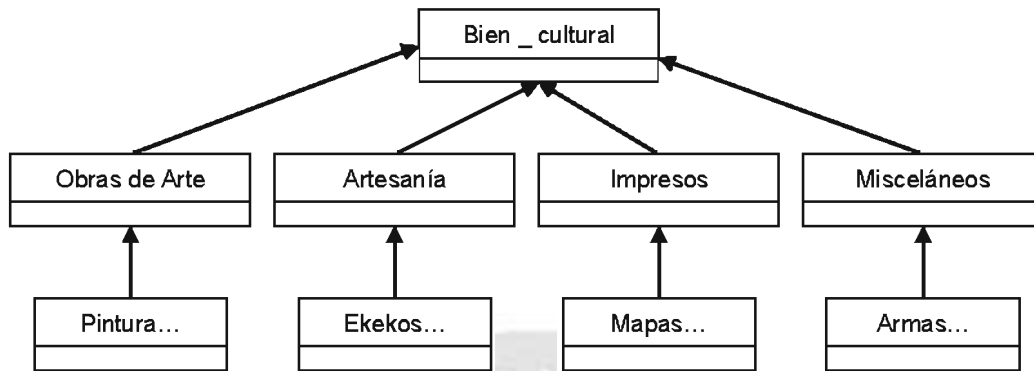 Bien _ cultural
Obras de Arte
Artesanía
Impresos
Misceláneos
Pintura...
Ekekos...
Mapas...
Armas...